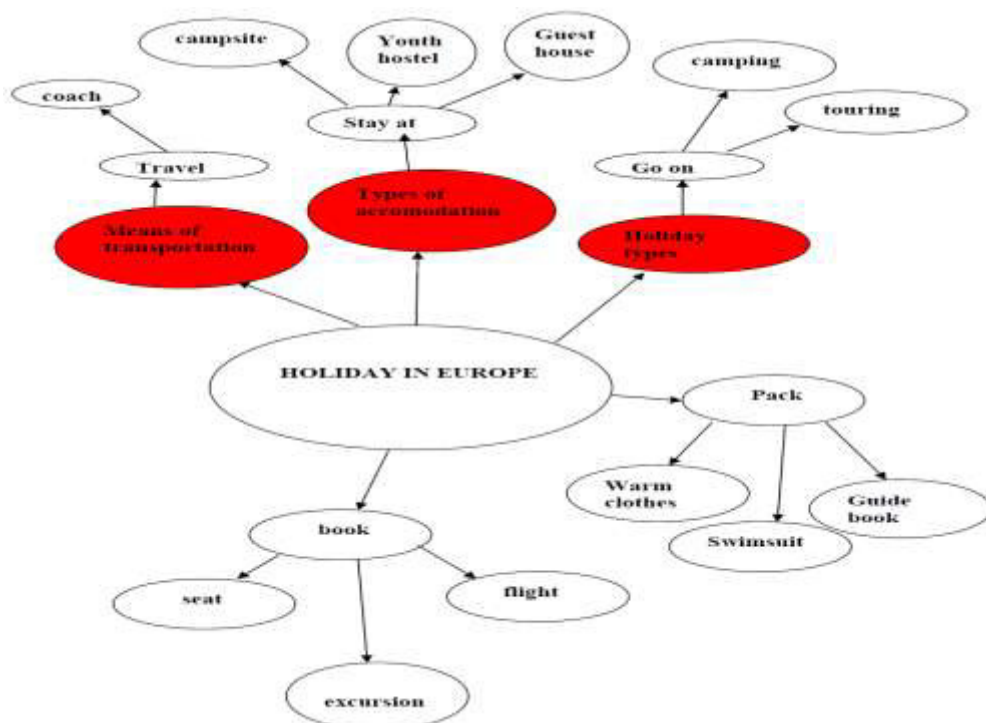 campsite
Youth
hostel
Guest
house
camping
coach
Stay at
touring
Travel
Go on
Types of
accomodation
Means of
transportation
Holiday
types
HOLIDAY IN EUROPE
Pack
Warm
clothes
Guide
book
Swimsuit
book
seat
flight
excursion